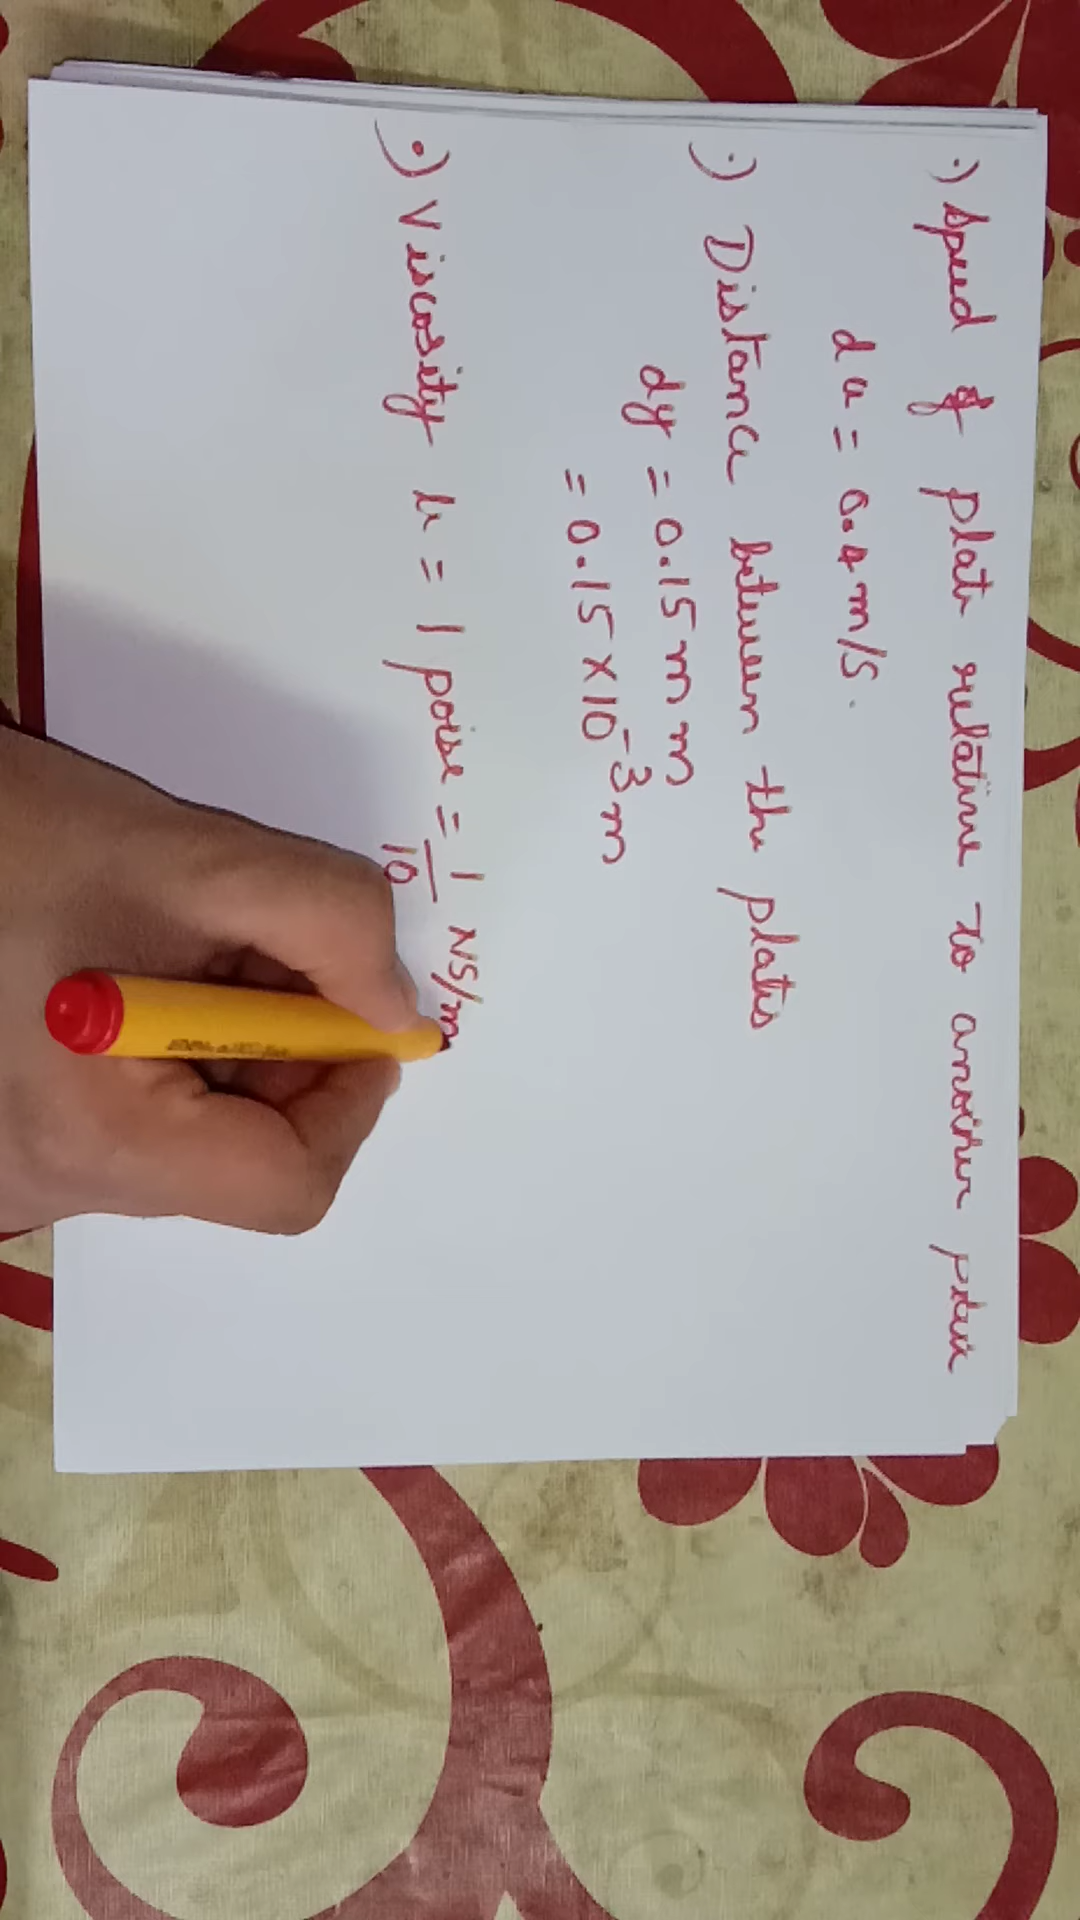 ·) Speed of plate relative to another plate
du = 0.4 m/s.
·) Distance between the plates
dy = 0.15 mm
= 0.15 × 10⁻³ m
·) Viscosity μ = 1 poise = 1/10 NS/m